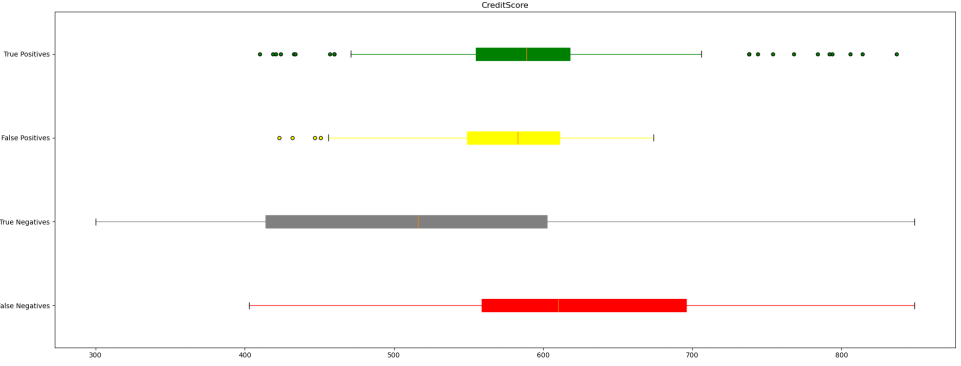 CreditScore
True Positives
False Positives
True Negatives
alse Negatives
300 400 500 600 700 800